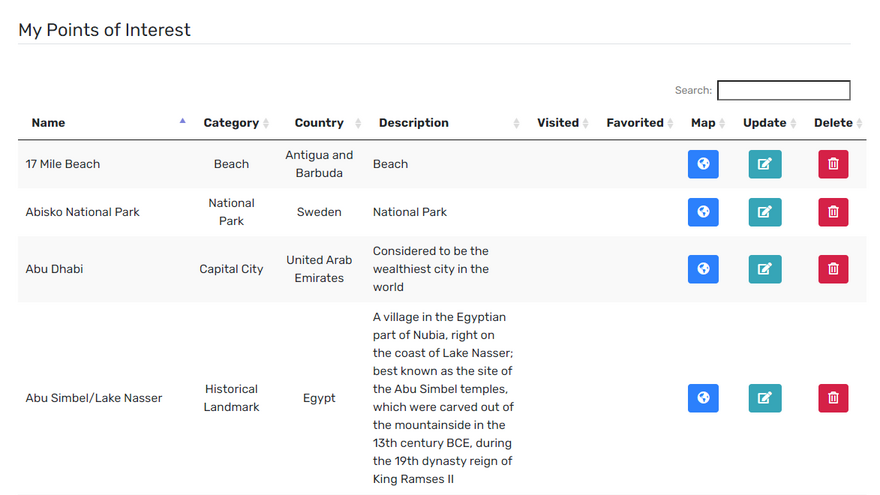 My Points of Interest
Search:
Name Category Country Description Visited Favorited Map Update Delete
17 Mile Beach
Beach
Antigua and
Barbuda
Beach
Abisko National Park
National
Park
Sweden
National Park
Abu Dhabi
Capital City
United Arab
Emirates
Considered to be the
wealthiest city in the
world
Abu Simbel/Lake Nasser
Historical
Landmark
Egypt
A village in the Egyptian
part of Nubia, right on
the coast of Lake Nasser;
best known as the site of
the Abu Simbel temples,
which were carved out of
the mountainside in the
13th century BCE, during
the 19th dynasty reign of
King Ramses II